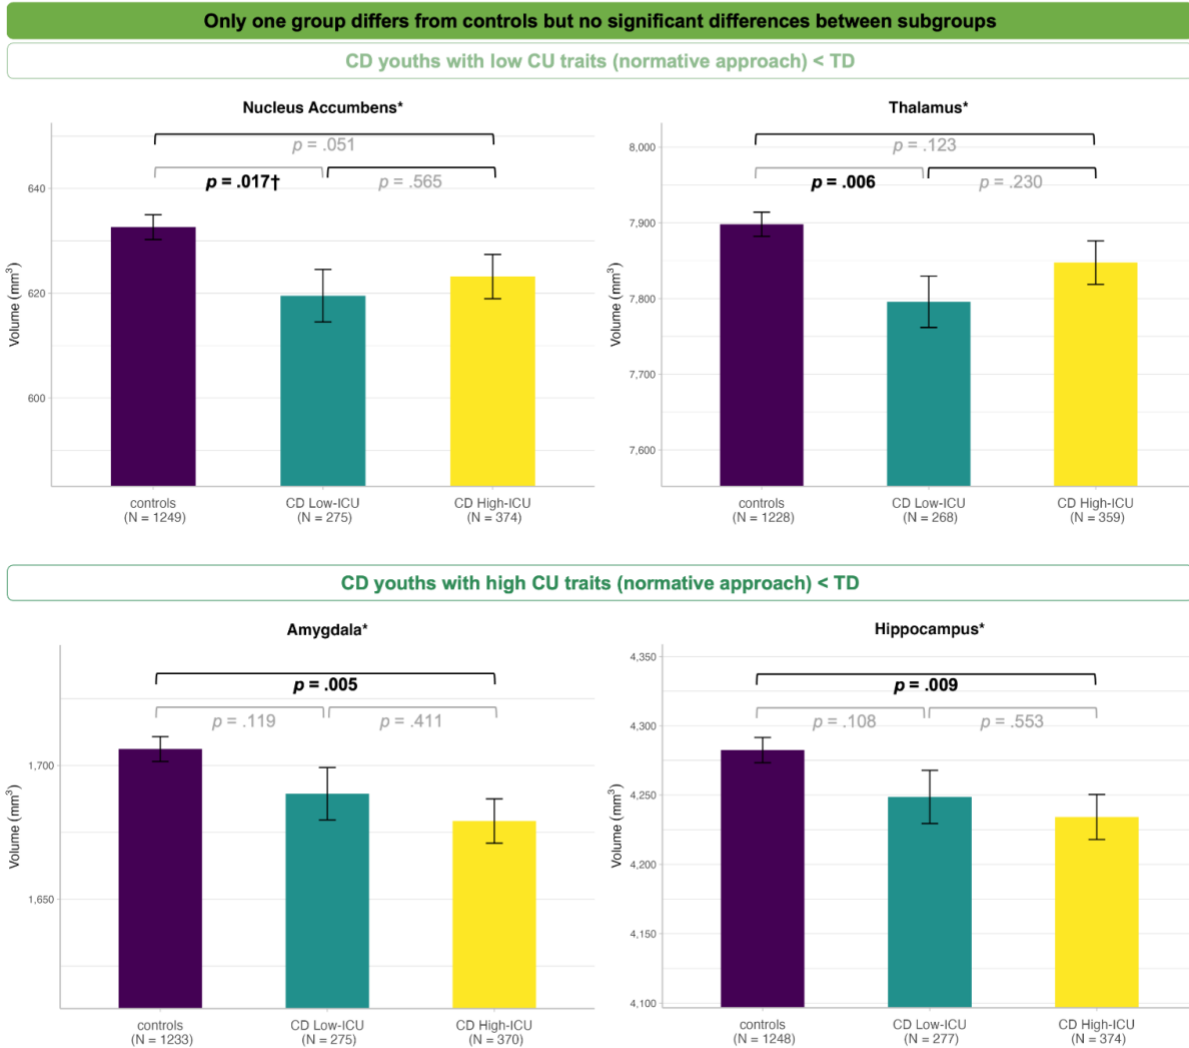 Only one group differs from controls but no significant differences between subgroups
CD youths with low CU traits (normative approach) < TD
Nucleus Accumbens*
p = .051
p = .017†
p = .565
Volume (mm³)
640
620
600
controls
(N = 1249)
CD Low-ICU
(N = 275)
CD High-ICU
(N = 374)
Thalamus*
p = .123
p = .006
p = .230
Volume (mm³)
8,000
7,900
7,800
7,700
7,600
controls
(N = 1228)
CD Low-ICU
(N = 268)
CD High-ICU
(N = 359)
CD youths with high CU traits (normative approach) < TD
Amygdala*
p = .005
p = .119
p = .411
Volume (mm³)
1,700
1,650
controls
(N = 1233)
CD Low-ICU
(N = 275)
CD High-ICU
(N = 370)
Hippocampus*
p = .009
p = .108
p = .553
Volume (mm³)
4,350
4,300
4,250
4,200
4,150
4,100
controls
(N = 1248)
CD Low-ICU
(N = 277)
CD High-ICU
(N = 374)